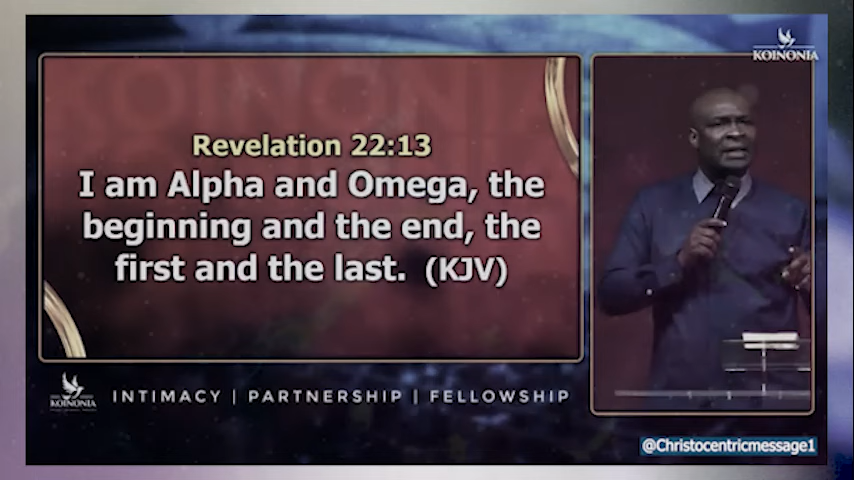 KOINONIA
Revelation 22:13
I am Alpha and Omega, the
beginning and the end, the
first and the last. (KJV)
KOINONIA
INTIMACY | PARTNERSHIP | FELLOWSHIP
@Christocentricmessage1